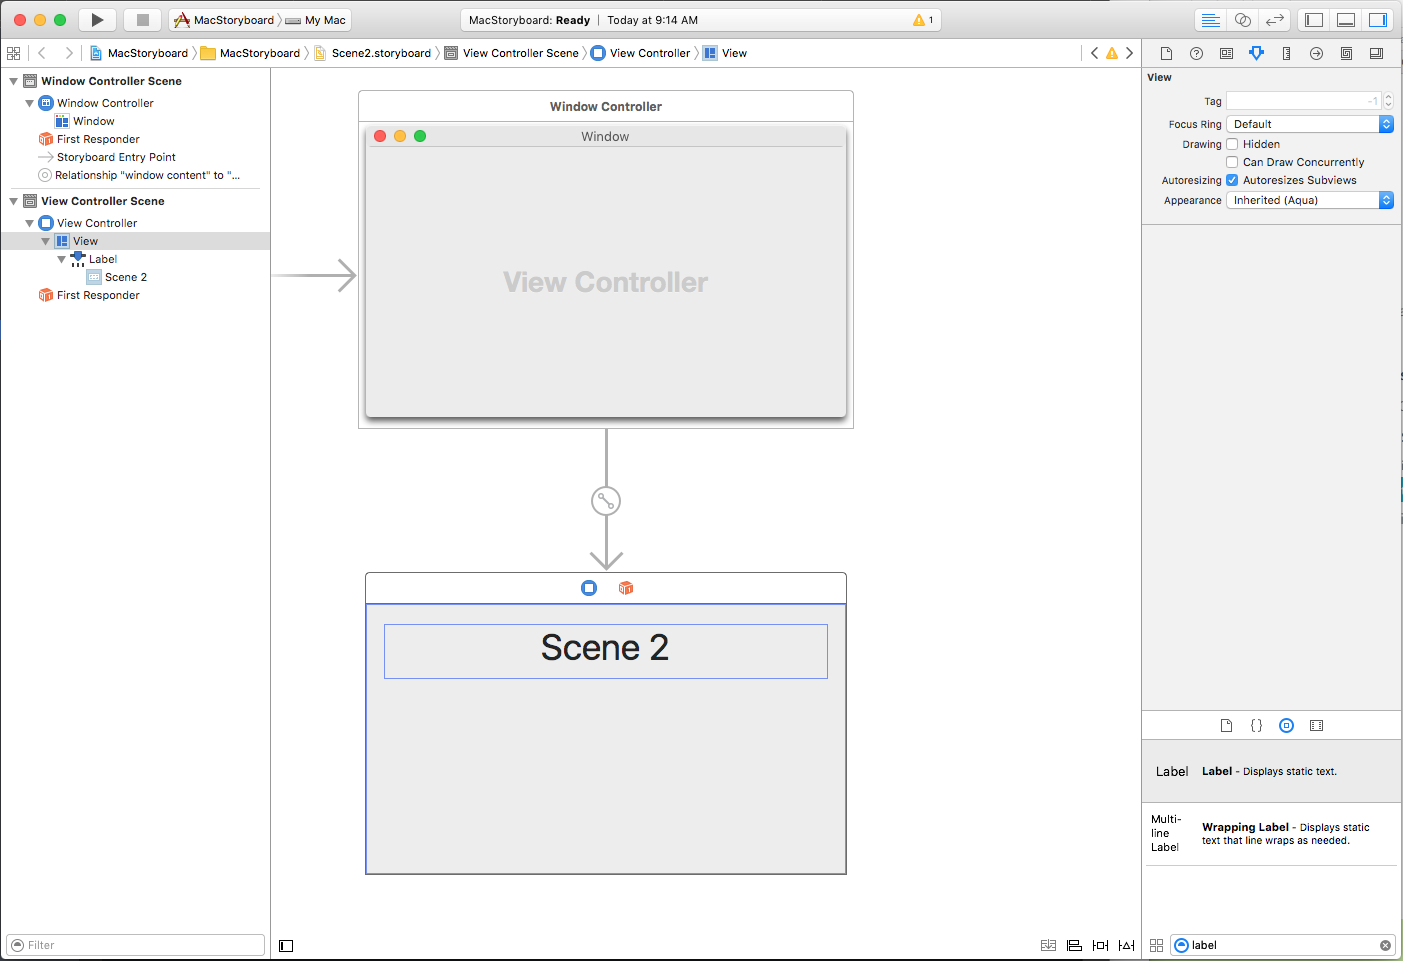 MacStoryboard My Mac
MacStoryboard: Ready | Today at 9:14 AM
1
MacStoryboard MacStoryboard Scene2.storyboard View Controller Scene View Controller View
Window Controller Scene
Window Controller
Window
First Responder
Storyboard Entry Point
Relationship "window content" to "...
View Controller Scene
View Controller
View
Label
Scene 2
First Responder
Filter
Window Controller
Window
View Controller
Scene 2
View
Tag -1
Focus Ring Default
Drawing Hidden
Can Draw Concurrently
Autoresizing Autoresizes Subviews
Appearance Inherited (Aqua)
{}
Label Label - Displays static text.
Multi-
line
Label
Wrapping Label - Displays static
text that line wraps as needed.
label